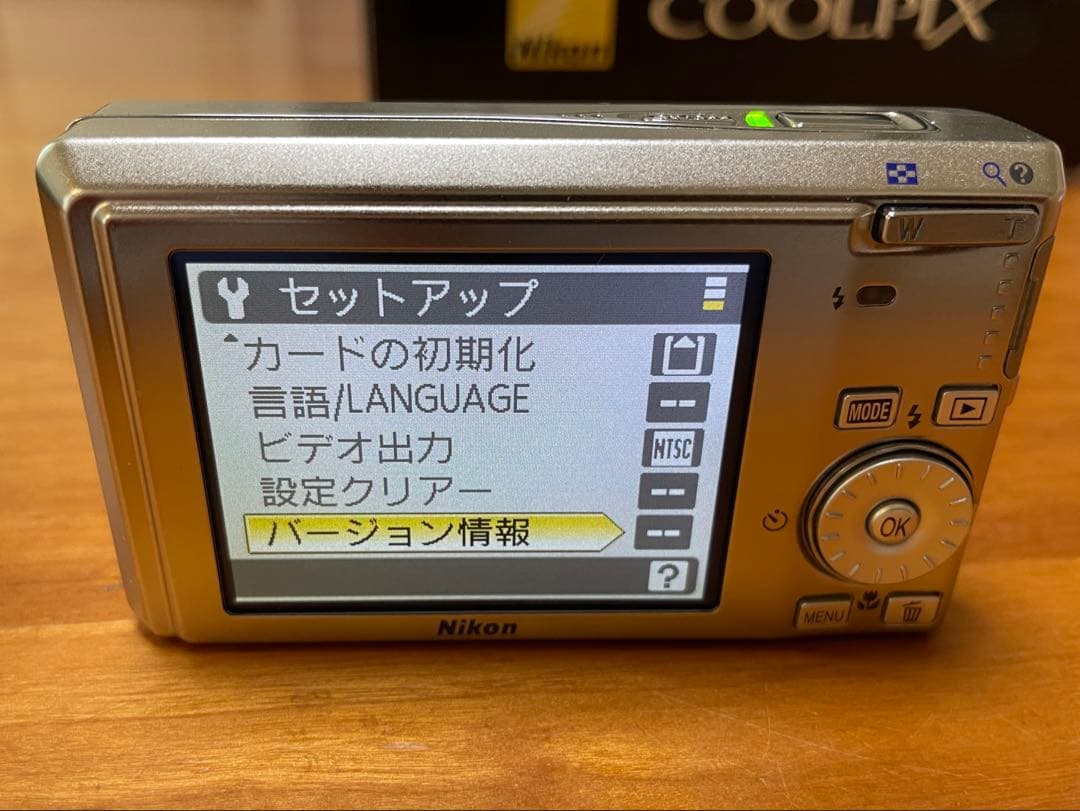 Nikon
COOLPIX
W T
セットアップ
カードの初期化
言語/LANGUAGE --
ビデオ出力 NTSC
設定クリアー --
バージョン情報 --
?
MODE
OK
MENU
Nikon